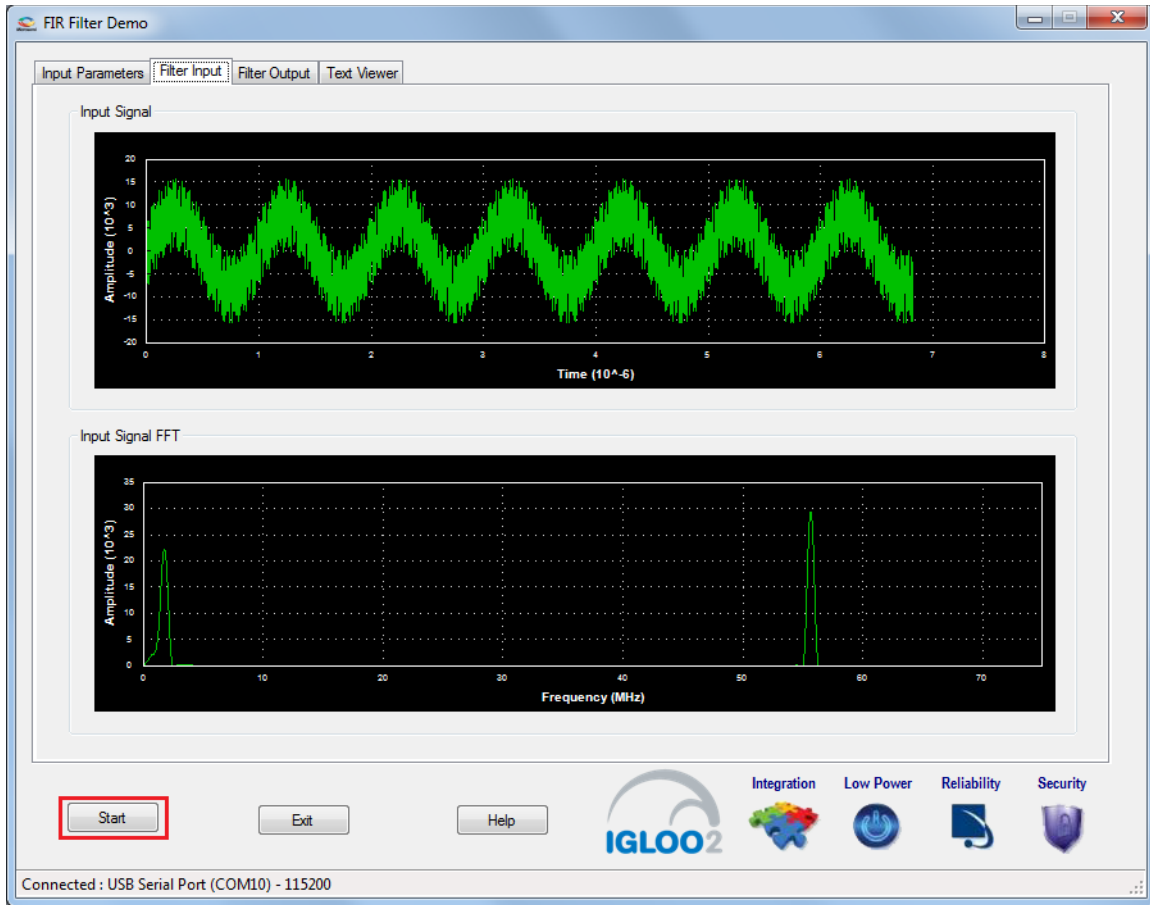 FIR Filter Demo
Input Parameters Filter Input Filter Output Text Viewer
Input Signal
Amplitude (10^3)
20
15
10
5
0
-5
-10
-15
-20
0 1 2 3 4 5 6 7 8
Time (10^-6)
Input Signal FFT
Amplitude (10^3)
35
30
25
20
15
10
5
0
0 10 20 30 40 50 60 70
Frequency (MHz)
Start Exit Help
IGLOO2
Integration Low Power Reliability Security
Connected : USB Serial Port (COM10) - 115200